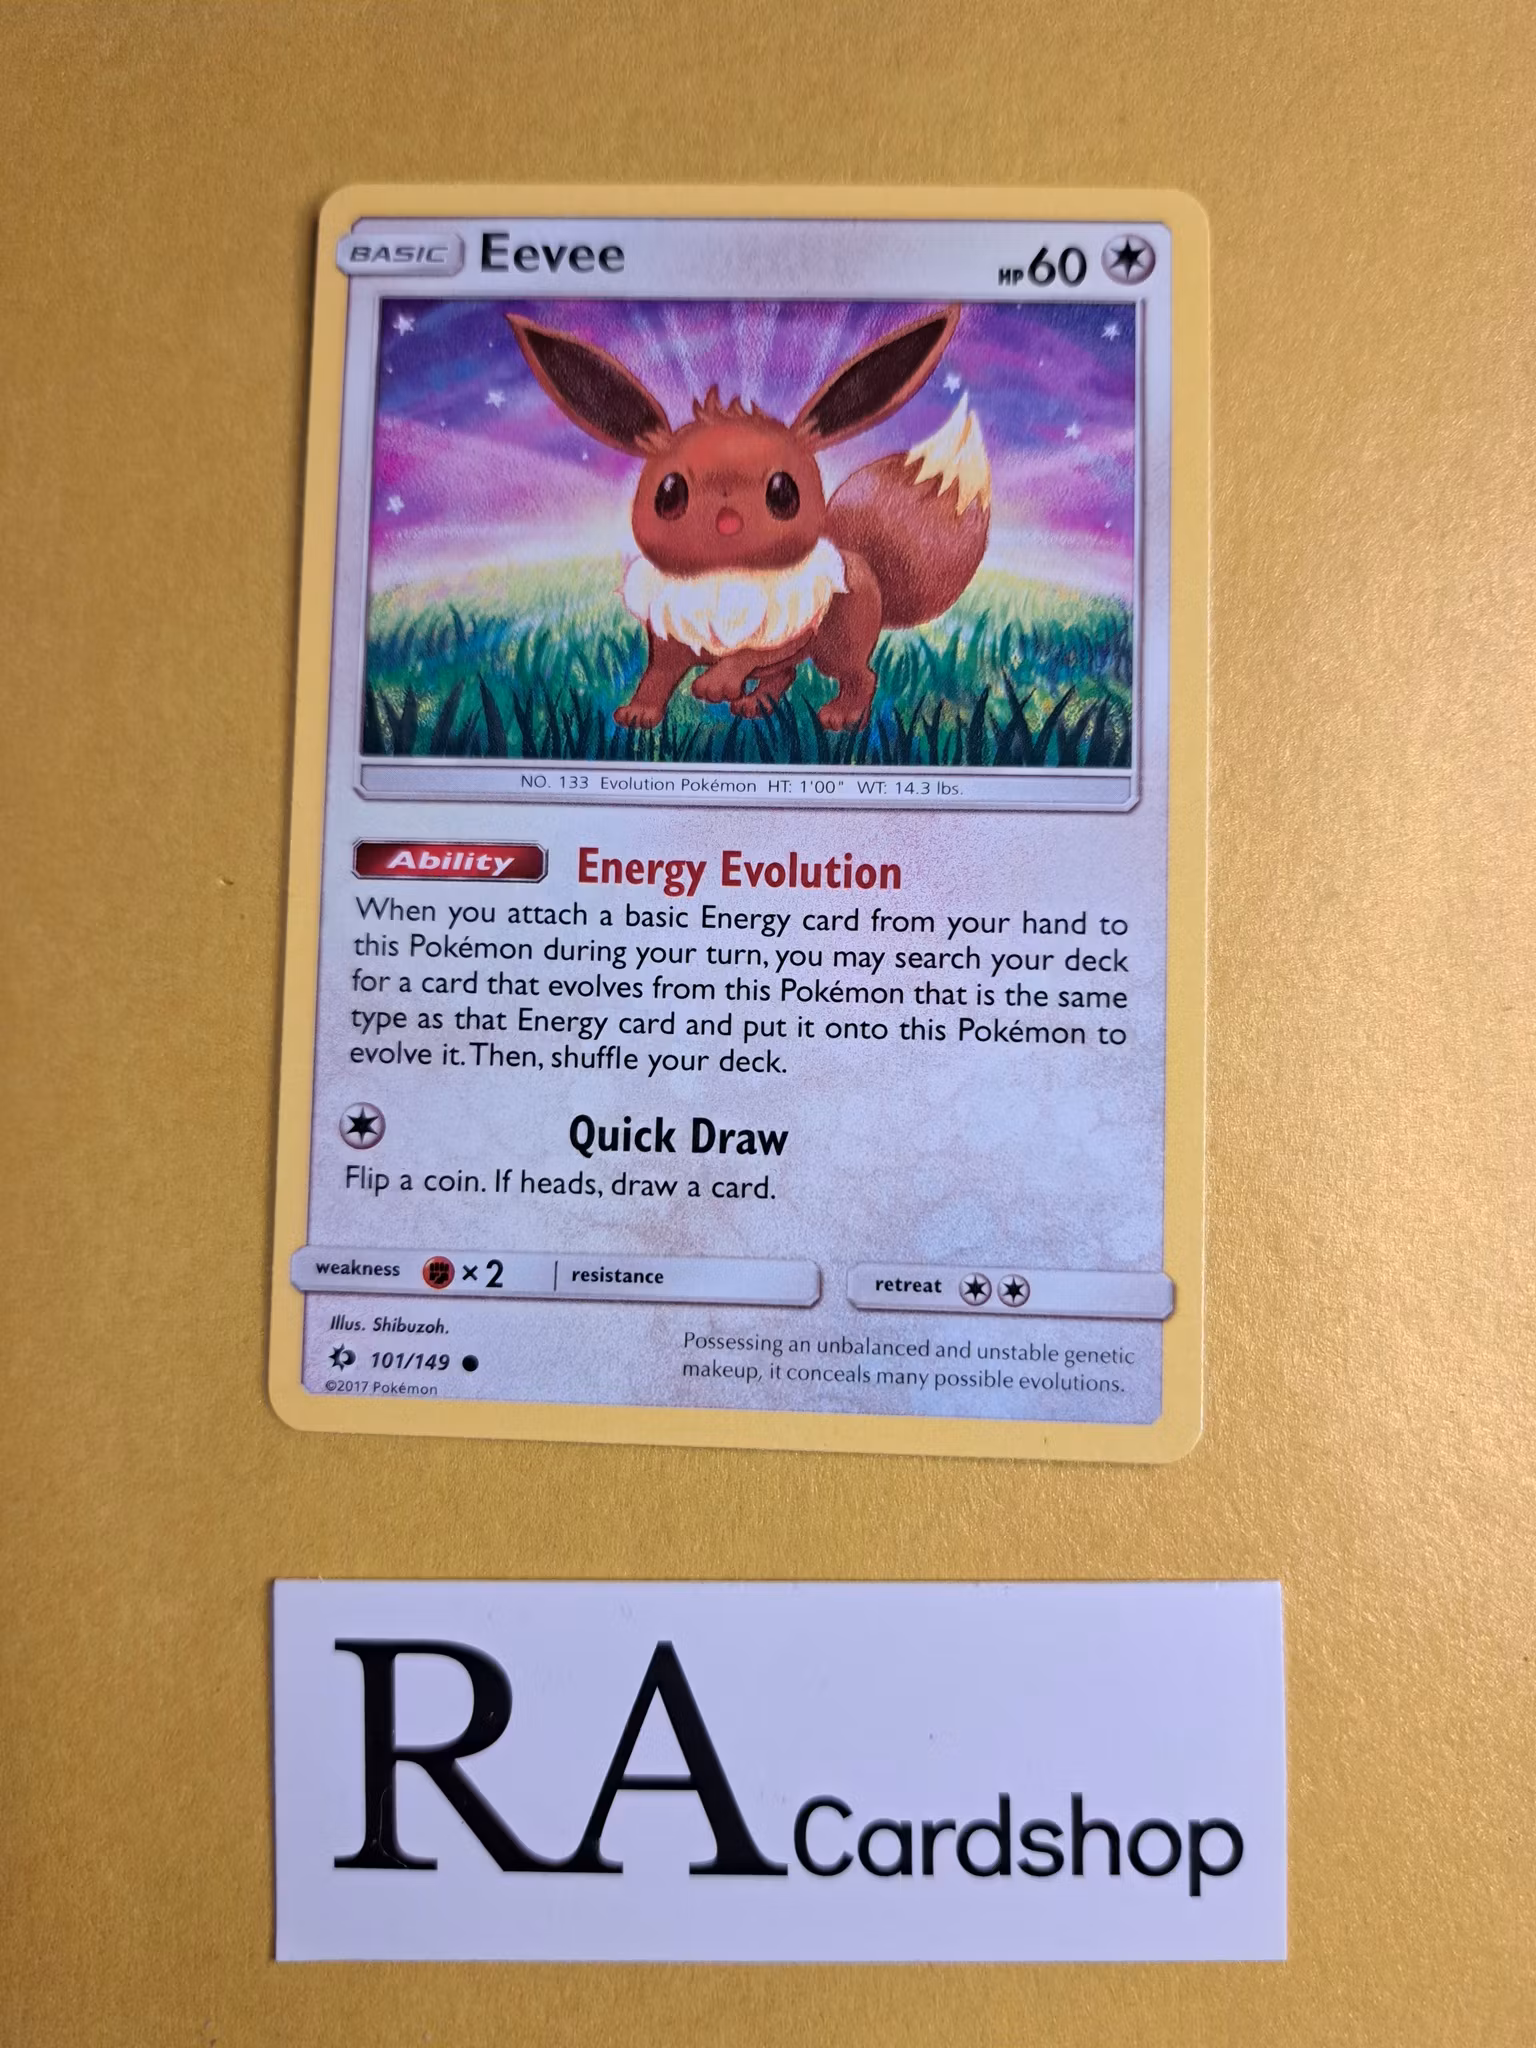 BASIC Eevee HP 60
NO. 133 Evolution Pokémon HT: 1'00" WT: 14.3 lbs.
Ability Energy Evolution
When you attach a basic Energy card from your hand to
this Pokémon during your turn, you may search your deck
for a card that evolves from this Pokémon that is the same
type as that Energy card and put it onto this Pokémon to
evolve it. Then, shuffle your deck.
Quick Draw
Flip a coin. If heads, draw a card.
weakness ×2 resistance retreat
Illus. Shibuzoh.
101/149
©2017 Pokémon
Possessing an unbalanced and unstable genetic
makeup, it conceals many possible evolutions.
RA Cardshop